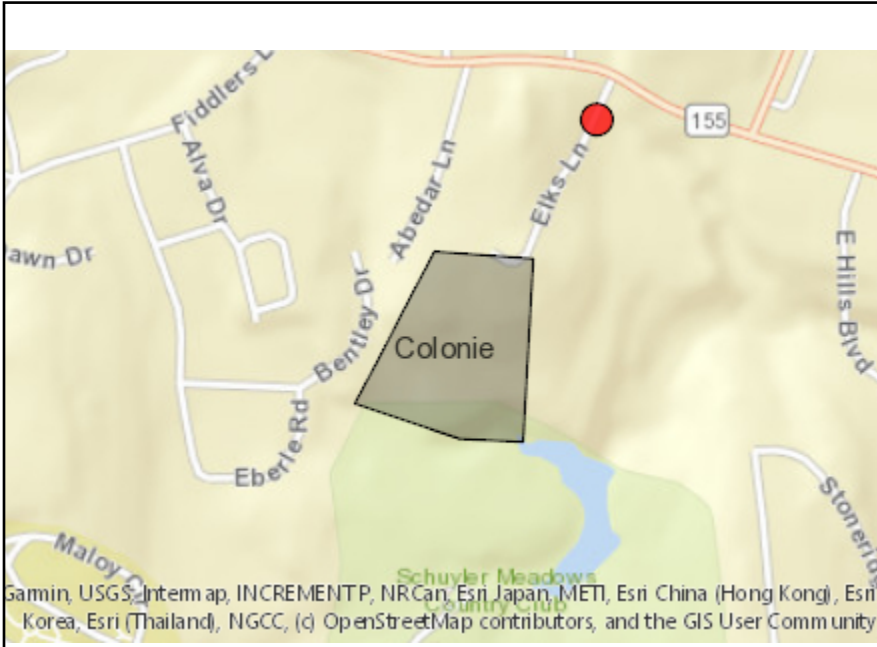 Fiddlers L
155
Alva Dr
Abedar Ln
Elks Ln
awn Dr
E Hills Blvd
Bentley Dr
Colonie
Eberle Rd
Stonerid
Maloy C
Schuyler Meadows
Country Club
Garmin, USGS, Intermap, INCREMENT P, NRCan, Esri Japan, METI, Esri China (Hong Kong), Esri
Korea, Esri (Thailand), NGCC, (c) OpenStreetMap contributors, and the GIS User Community